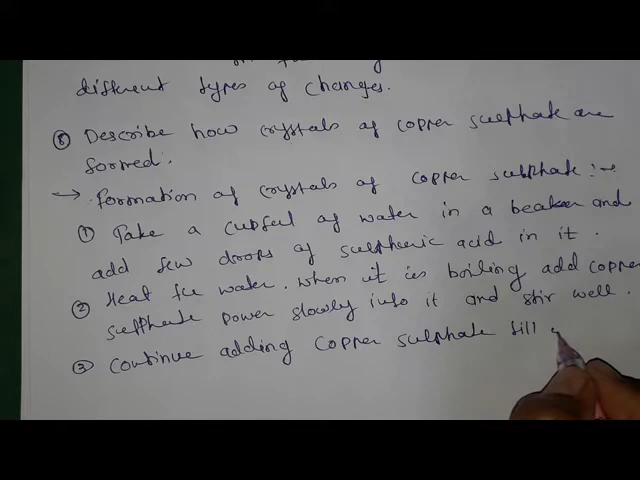 different types of changes.
⑧ Describe how crystals of copper sulphate are
formed.
→ Formation of crystals of copper sulphate :→
① Take a cupful of water in a beaker and
add few drops of sulphuric acid in it.
② Heat the water. When it is boiling add copper
sulphate power slowly into it and stir well.
③ Continue adding copper sulphate till